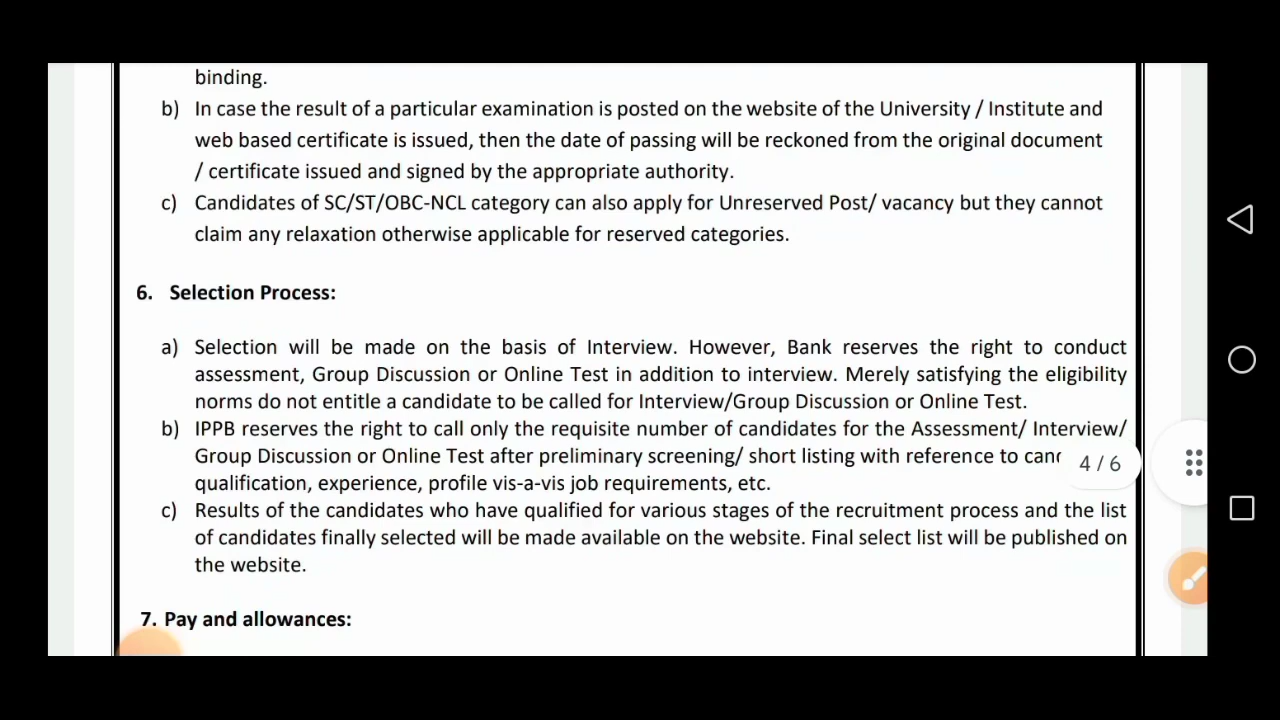 binding.
b) In case the result of a particular examination is posted on the website of the University / Institute and
web based certificate is issued, then the date of passing will be reckoned from the original document
/ certificate issued and signed by the appropriate authority.
c) Candidates of SC/ST/OBC-NCL category can also apply for Unreserved Post/ vacancy but they cannot
claim any relaxation otherwise applicable for reserved categories.
6. Selection Process:
a) Selection will be made on the basis of Interview. However, Bank reserves the right to conduct
assessment, Group Discussion or Online Test in addition to interview. Merely satisfying the eligibility
norms do not entitle a candidate to be called for Interview/Group Discussion or Online Test.
b) IPPB reserves the right to call only the requisite number of candidates for the Assessment/ Interview/
Group Discussion or Online Test after preliminary screening/ short listing with reference to
4 / 6
qualification, experience, profile vis-a-vis job requirements, etc.
c) Results of the candidates who have qualified for various stages of the recruitment process and the list
of candidates finally selected will be made available on the website. Final select list will be published on
the website.
7. Pay and allowances: